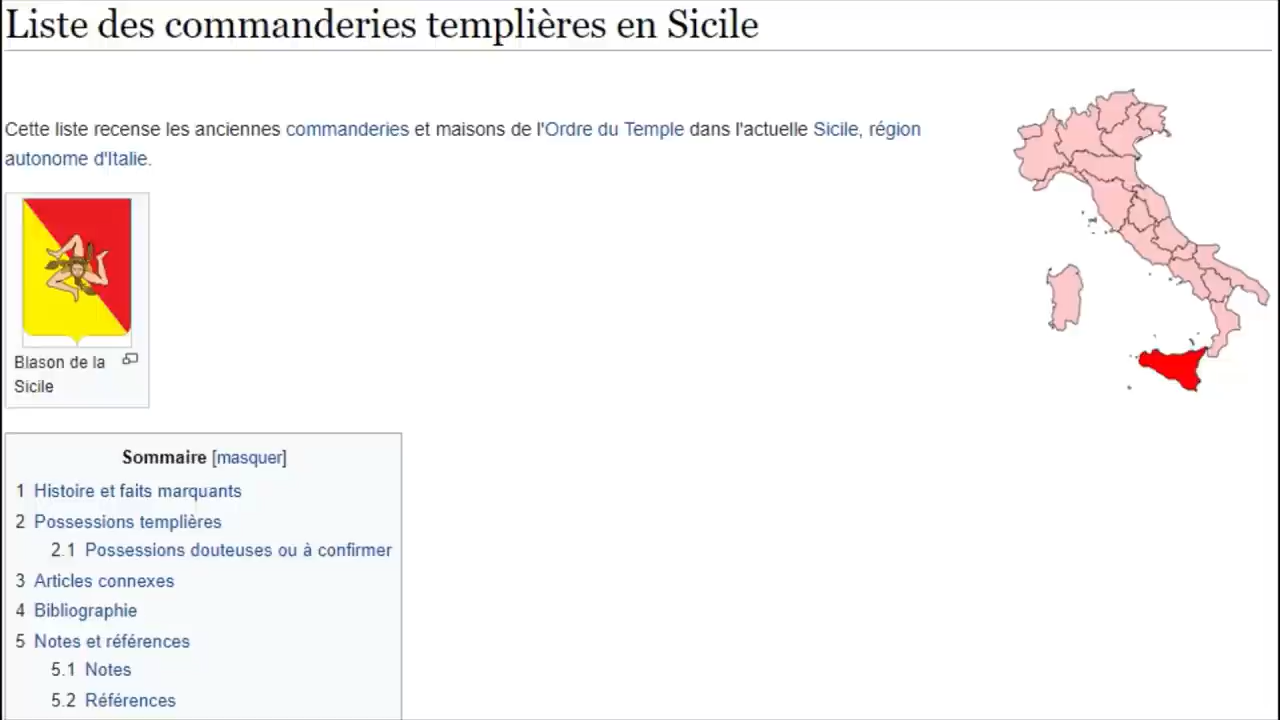 Liste des commanderies templières en Sicile
Cette liste recense les anciennes commanderies et maisons de l'Ordre du Temple dans l'actuelle Sicile, région
autonome d'Italie.
Blason de la
Sicile
Sommaire [masquer]
1 Histoire et faits marquants
2 Possessions templières
2.1 Possessions douteuses ou à confirmer
3 Articles connexes
4 Bibliographie
5 Notes et références
5.1 Notes
5.2 Références